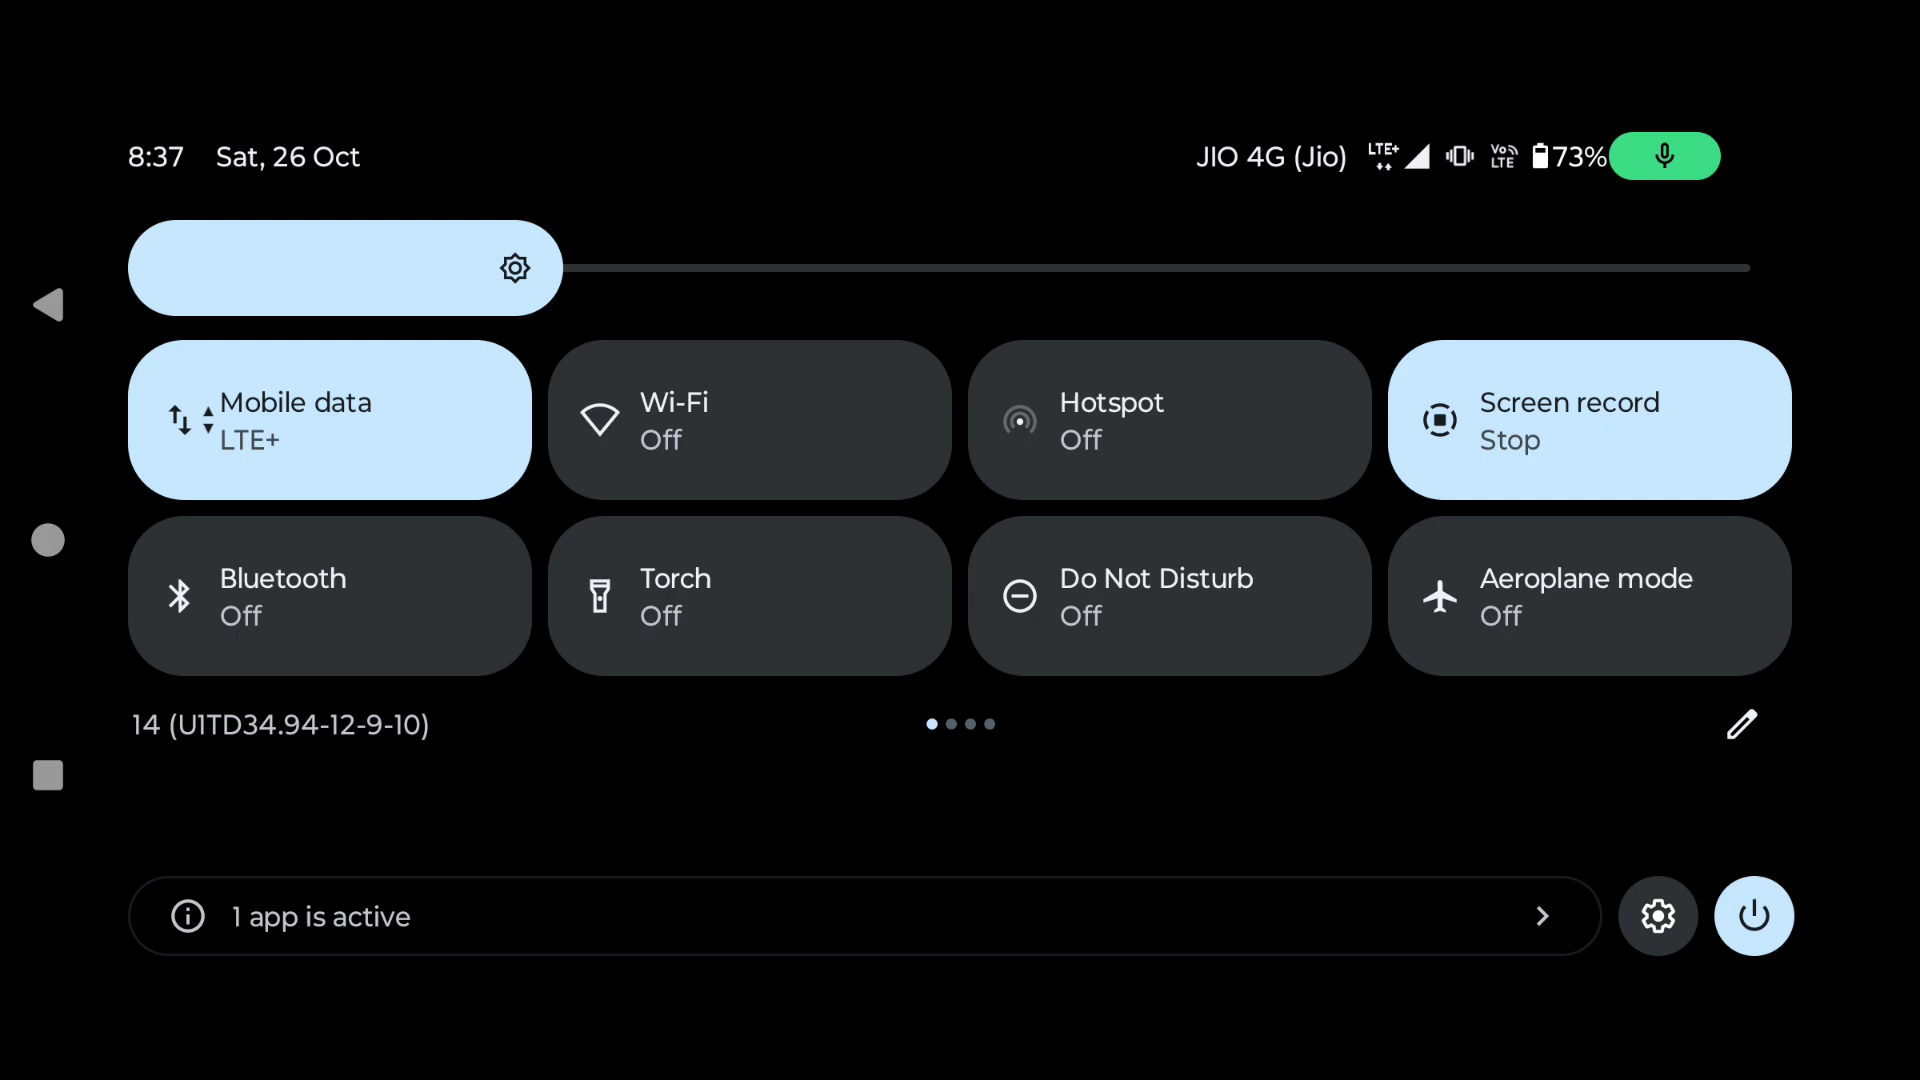 8:37 Sat, 26 Oct JIO 4G (Jio) LTE+ Vo LTE 73%
Mobile data
LTE+
Wi-Fi
Off
Hotspot
Off
Screen record
Stop
Bluetooth
Off
Torch
Off
Do Not Disturb
Off
Aeroplane mode
Off
14 (U1TD34.94-12-9-10)
1 app is active